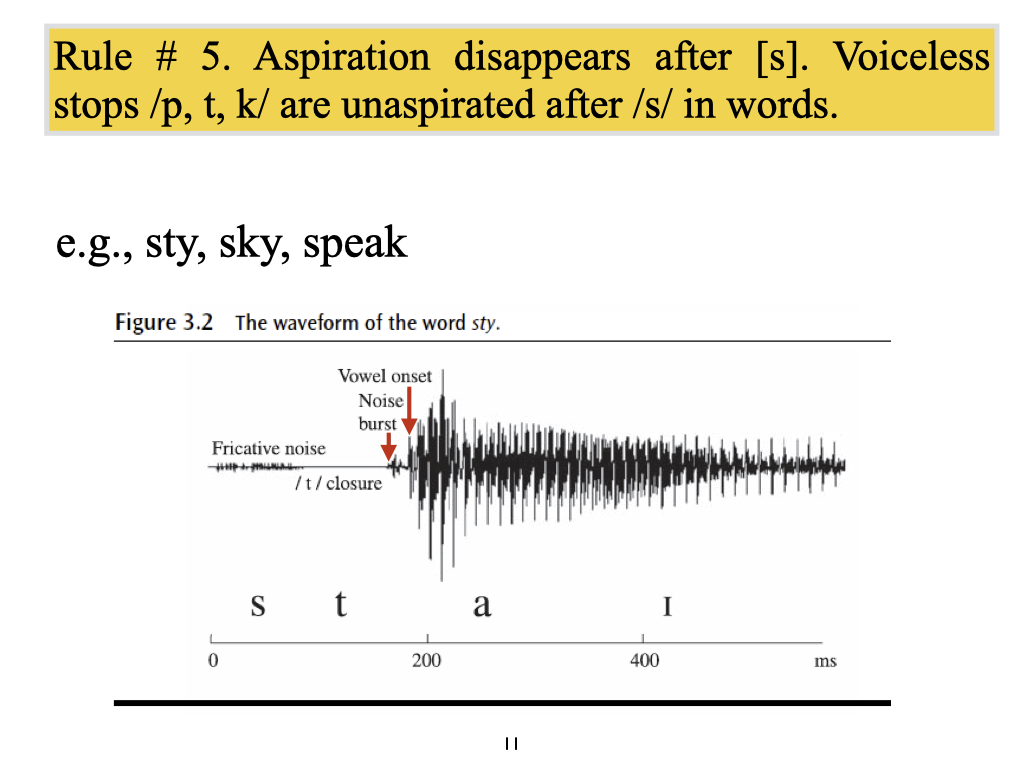 Rule # 5. Aspiration disappears after [s]. Voiceless
stops /p, t, k/ are unaspirated after /s/ in words.
e.g., sty, sky, speak
Figure 3.2 The waveform of the word sty.
Vowel onset
Noise
burst
Fricative noise
/ t / closure
s t a ɪ
0 200 400 ms
11